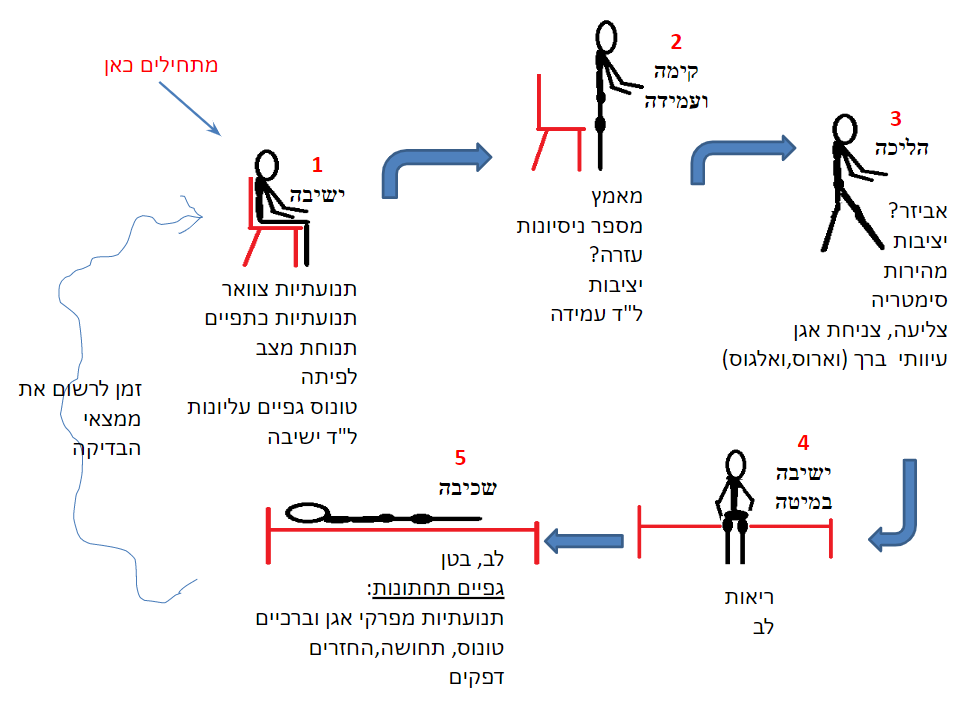 מתחילים כאן
1
ישיבה
תנועתיות צוואר
תנועתיות כתפיים
תנוחת מצב
לפיתה
טונוס גפיים עליונות
ל"ד ישיבה
2
קימה
ועמידה
מאמץ
מספר ניסיונות
עזרה?
יציבות
ל"ד עמידה
3
הליכה
אביזר?
יציבות
מהירות
סימטריה
צליעה, צניחת אגן
עיוותי ברך (וארוס,ואלגוס)
4
ישיבה
במיטה
ריאות
לב
5
שכיבה
לב, בטן
גפיים תחתונות:
תנועתיות מפרקי אגן וברכיים
טונוס, תחושה,החזרים
דפקים
זמן לרשום את
ממצאי
הבדיקה